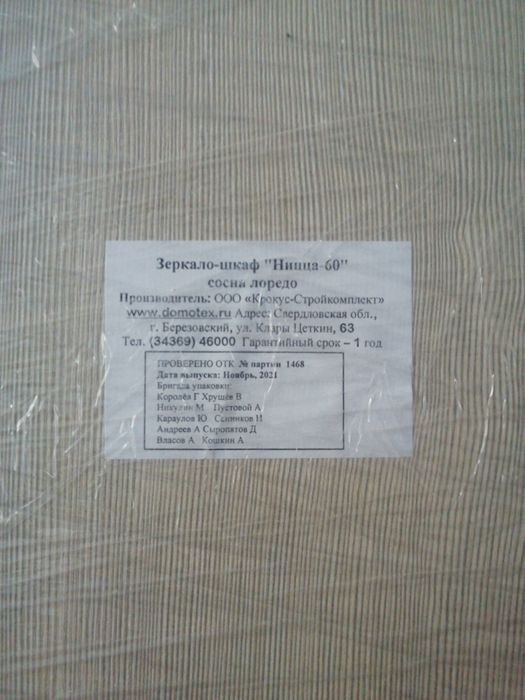 Зеркало-шкаф "Ницца-60"
сосна лоредо
Производитель: ООО «Крокус-Стройкомплект»
www.domotex.ru Адрес: Свердловская обл.,
г. Березовский, ул. Клары Цеткин, 63
Тел. (34369) 46000 Гарантийный срок – 1 год
ПРОВЕРЕНО ОТК № партии 1468
Дата выпуска: Ноябрь, 2021
Бригада упаковки:
Королёв Г Хрущёв В
Никулин М Пустовой А
Караулов Ю Санников Н
Андреев А Сыропятов Д
Власов А Кошкин А